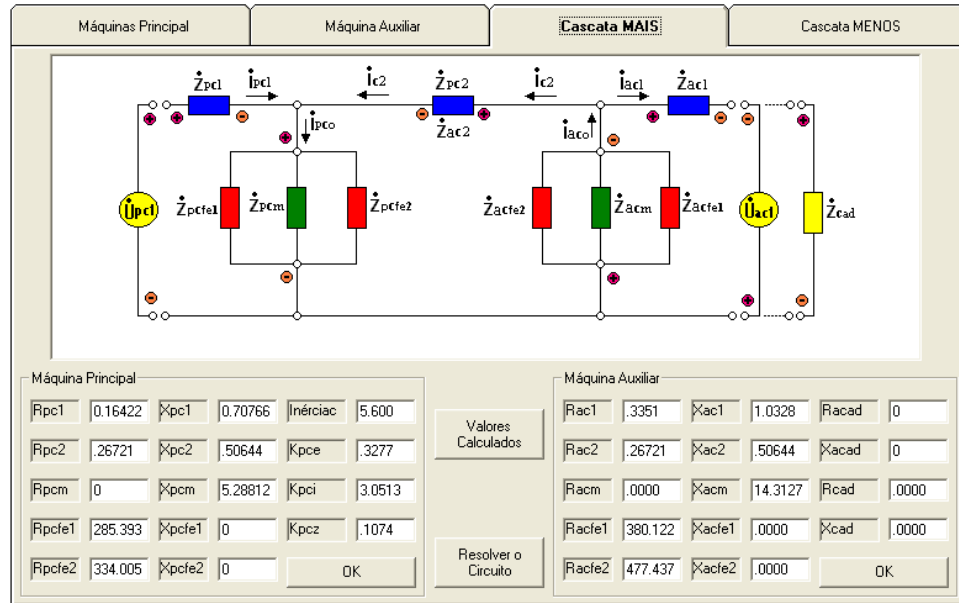 Máquinas Principal Máquina Auxiliar Cascata MAIS Cascata MENOS
Żpc1 i̇pc1 i̇c2 Żpc2 i̇c2 i̇ac1 Żac1
i̇pco Żac2 i̇aco
U̇pc1 Żpcfe1 Żpcm Żpcfe2 Żacfe2 Żacm Żacfe1 U̇ac1 Żcad
Máquina Principal
Rpc1 0.16422 Xpc1 0.70766 Inérciac 5.600
Rpc2 .26721 Xpc2 .50644 Kpce .3277
Rpcm 0 Xpcm 5.28812 Kpci 3.0513
Rpcfe1 285.393 Xpcfe1 0 Kpcz .1074
Rpcfe2 334.005 Xpcfe2 0 OK
Valores
Calculados
Resolver o
Circuito
Máquina Auxiliar
Rac1 .3351 Xac1 1.0328 Racad 0
Rac2 .26721 Xac2 .50644 Xacad 0
Racm .0000 Xacm 14.3127 Rcad .0000
Racfe1 380.122 Xacfe1 .0000 Xcad .0000
Racfe2 477.437 Xacfe2 .0000 OK